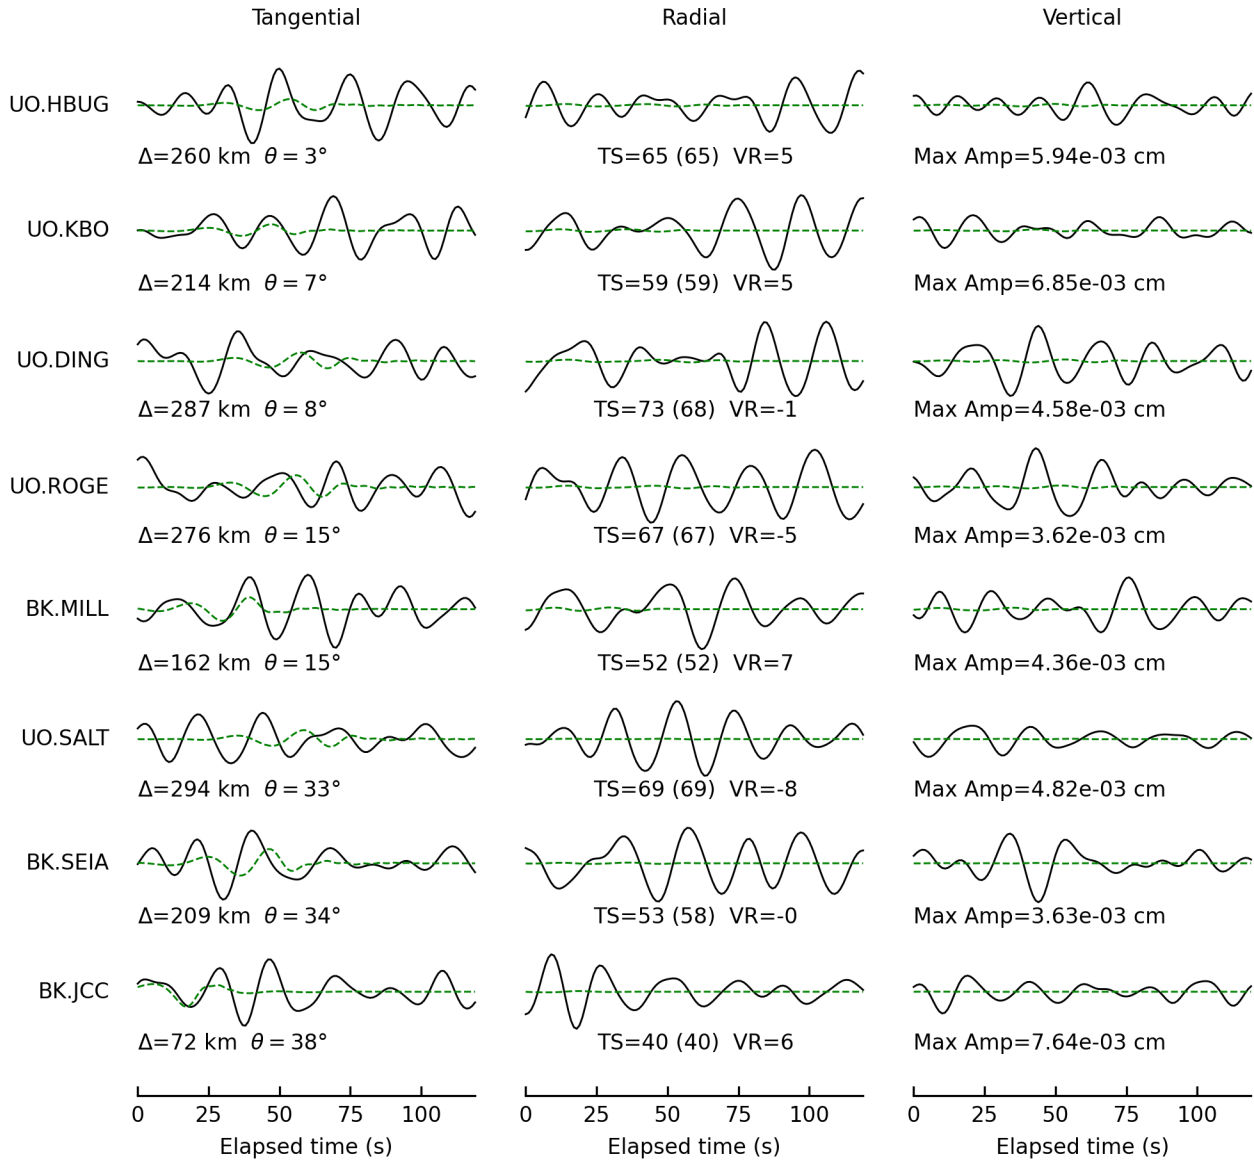 Tangential Radial Vertical
UO.HBUG
Δ=260 km θ = 3° TS=65 (65) VR=5 Max Amp=5.94e-03 cm
UO.KBO
Δ=214 km θ = 7° TS=59 (59) VR=5 Max Amp=6.85e-03 cm
UO.DING
Δ=287 km θ = 8° TS=73 (68) VR=-1 Max Amp=4.58e-03 cm
UO.ROGE
Δ=276 km θ = 15° TS=67 (67) VR=-5 Max Amp=3.62e-03 cm
BK.MILL
Δ=162 km θ = 15° TS=52 (52) VR=7 Max Amp=4.36e-03 cm
UO.SALT
Δ=294 km θ = 33° TS=69 (69) VR=-8 Max Amp=4.82e-03 cm
BK.SEIA
Δ=209 km θ = 34° TS=53 (58) VR=-0 Max Amp=3.63e-03 cm
BK.JCC
Δ=72 km θ = 38° TS=40 (40) VR=6 Max Amp=7.64e-03 cm
0 25 50 75 100 0 25 50 75 100 0 25 50 75 100
Elapsed time (s) Elapsed time (s) Elapsed time (s)